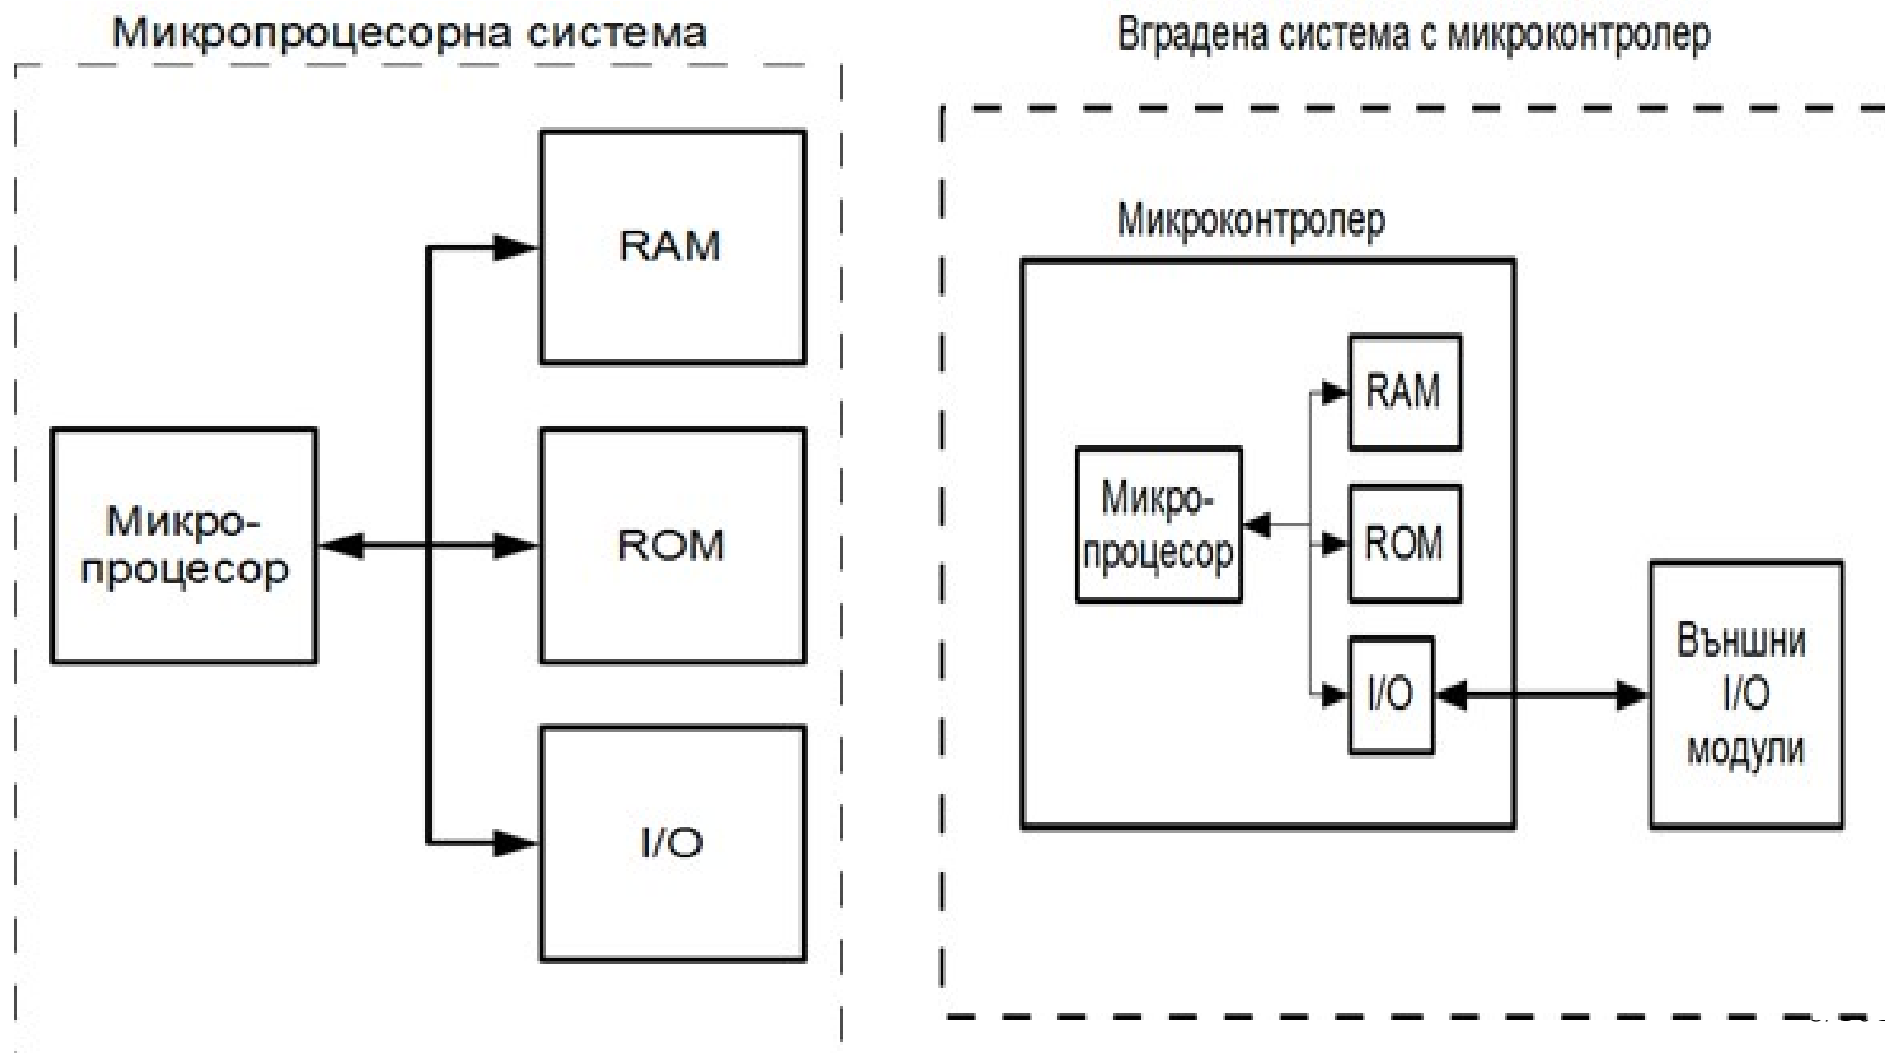 Микропроцесорна система
RAM
Микро-
процесор
ROM
I/O
Вградена система с микроконтролер
Микроконтролер
RAM
Микро-
процесор
ROM
I/O
Външни
I/O
модули